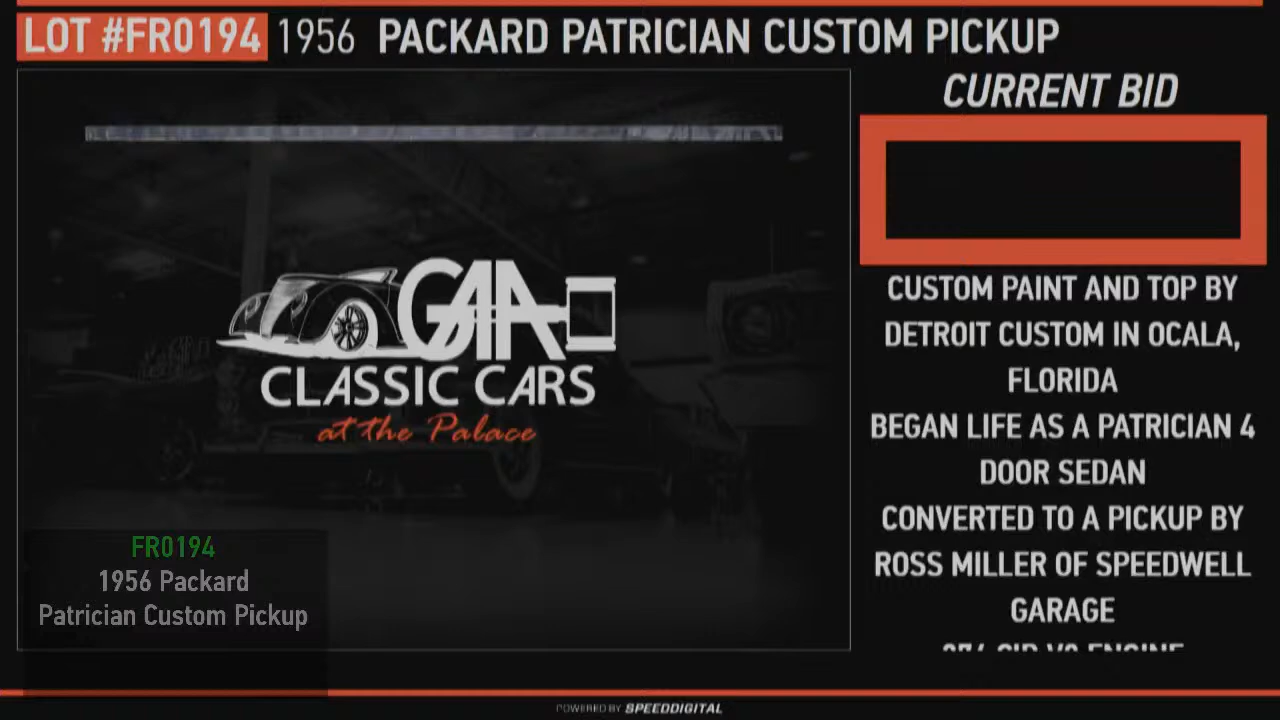 LOT #FR0194 1956 PACKARD PATRICIAN CUSTOM PICKUP
CURRENT BID
GAA
CLASSIC CARS
at the Palace
CUSTOM PAINT AND TOP BY
DETROIT CUSTOM IN OCALA,
FLORIDA
BEGAN LIFE AS A PATRICIAN 4
DOOR SEDAN
CONVERTED TO A PICKUP BY
ROSS MILLER OF SPEEDWELL
GARAGE
FR0194
1956 Packard
Patrician Custom Pickup
POWERED BY SPEEDDIGITAL